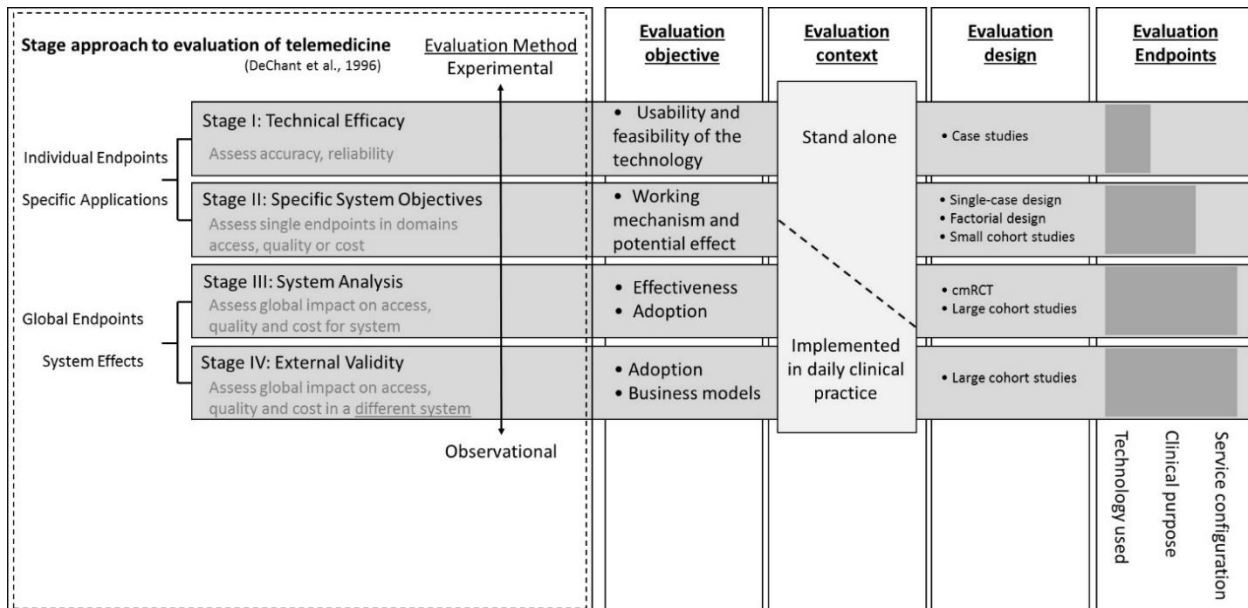 Stage approach to evaluation of telemedicine
(DeChant et al., 1996)
Evaluation Method
Experimental
Evaluation
objective
Evaluation
context
Evaluation
design
Evaluation
Endpoints
Individual Endpoints
Specific Applications
Stage I: Technical Efficacy
Assess accuracy, reliability
• Usability and
feasibility of the
technology
Stand alone
• Case studies
Stage II: Specific System Objectives
Assess single endpoints in domains
access, quality or cost
• Working
mechanism and
potential effect
• Single-case design
• Factorial design
• Small cohort studies
Global Endpoints
System Effects
Stage III: System Analysis
Assess global impact on access,
quality and cost for system
• Effectiveness
• Adoption
• cmRCT
• Large cohort studies
Stage IV: External Validity
Assess global impact on access,
quality and cost in a different system
• Adoption
• Business models
Implemented
in daily clinical
practice
• Large cohort studies
Observational
Technology used
Clinical purpose
Service configuration